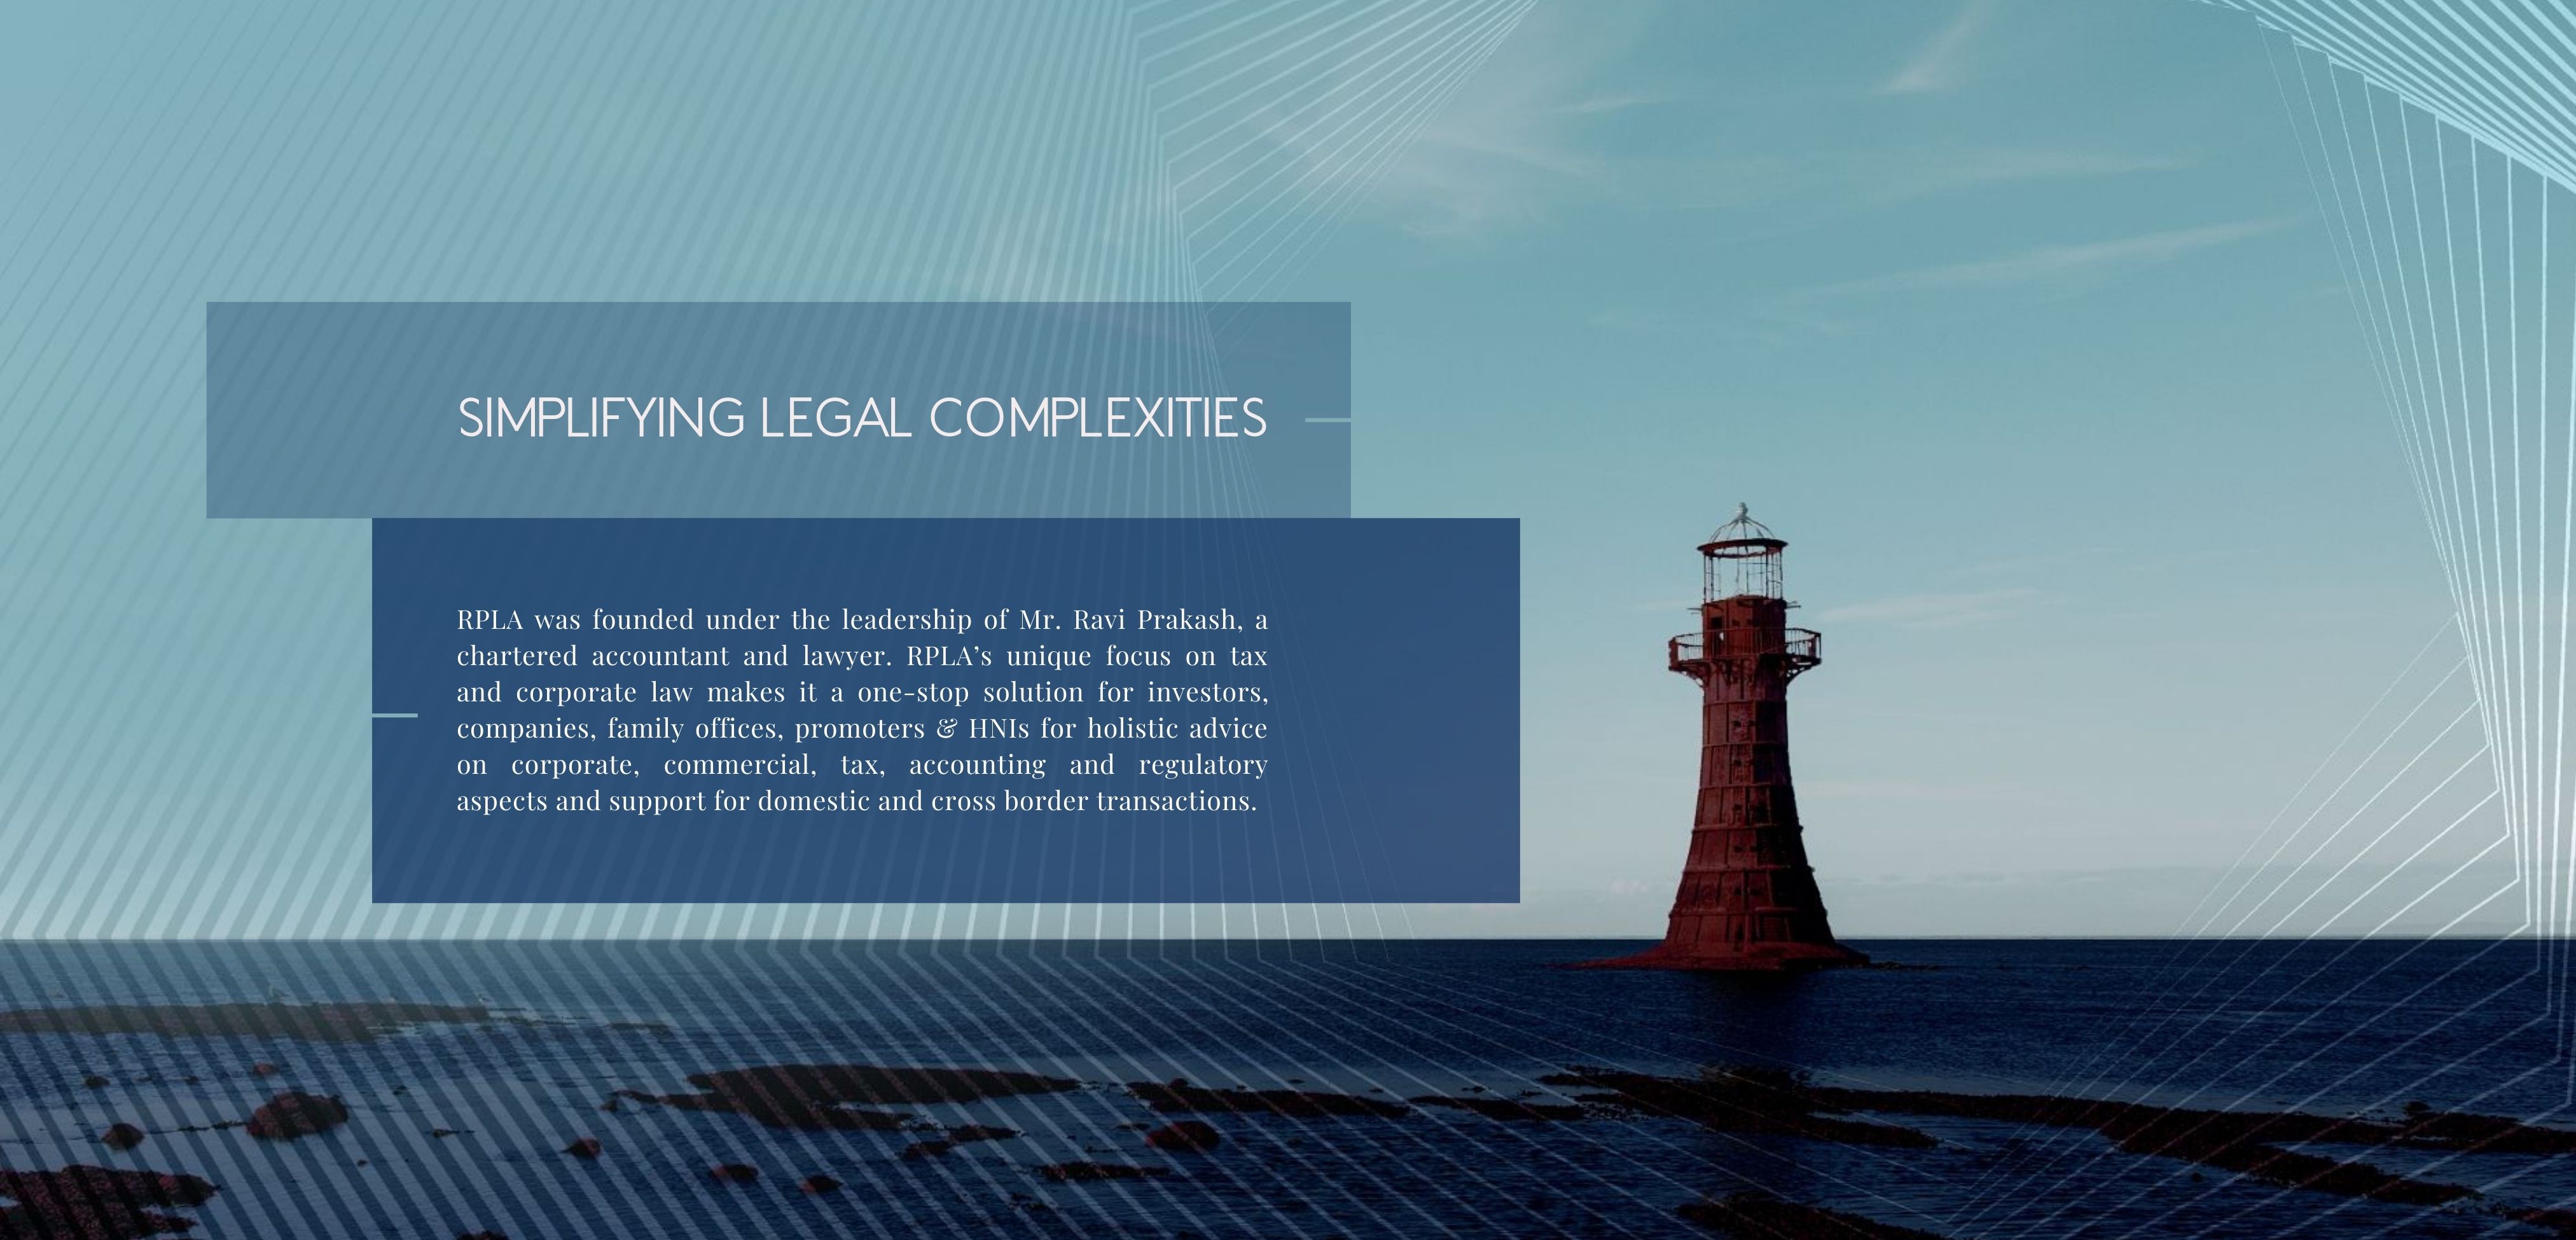 SIMPLIFYING LEGAL COMPLEXITIES
RPLA was founded under the leadership of Mr. Ravi Prakash, a
chartered accountant and lawyer. RPLA’s unique focus on tax
and corporate law makes it a one-stop solution for investors,
companies, family offices, promoters & HNIs for holistic advice
on corporate, commercial, tax, accounting and regulatory
aspects and support for domestic and cross border transactions.